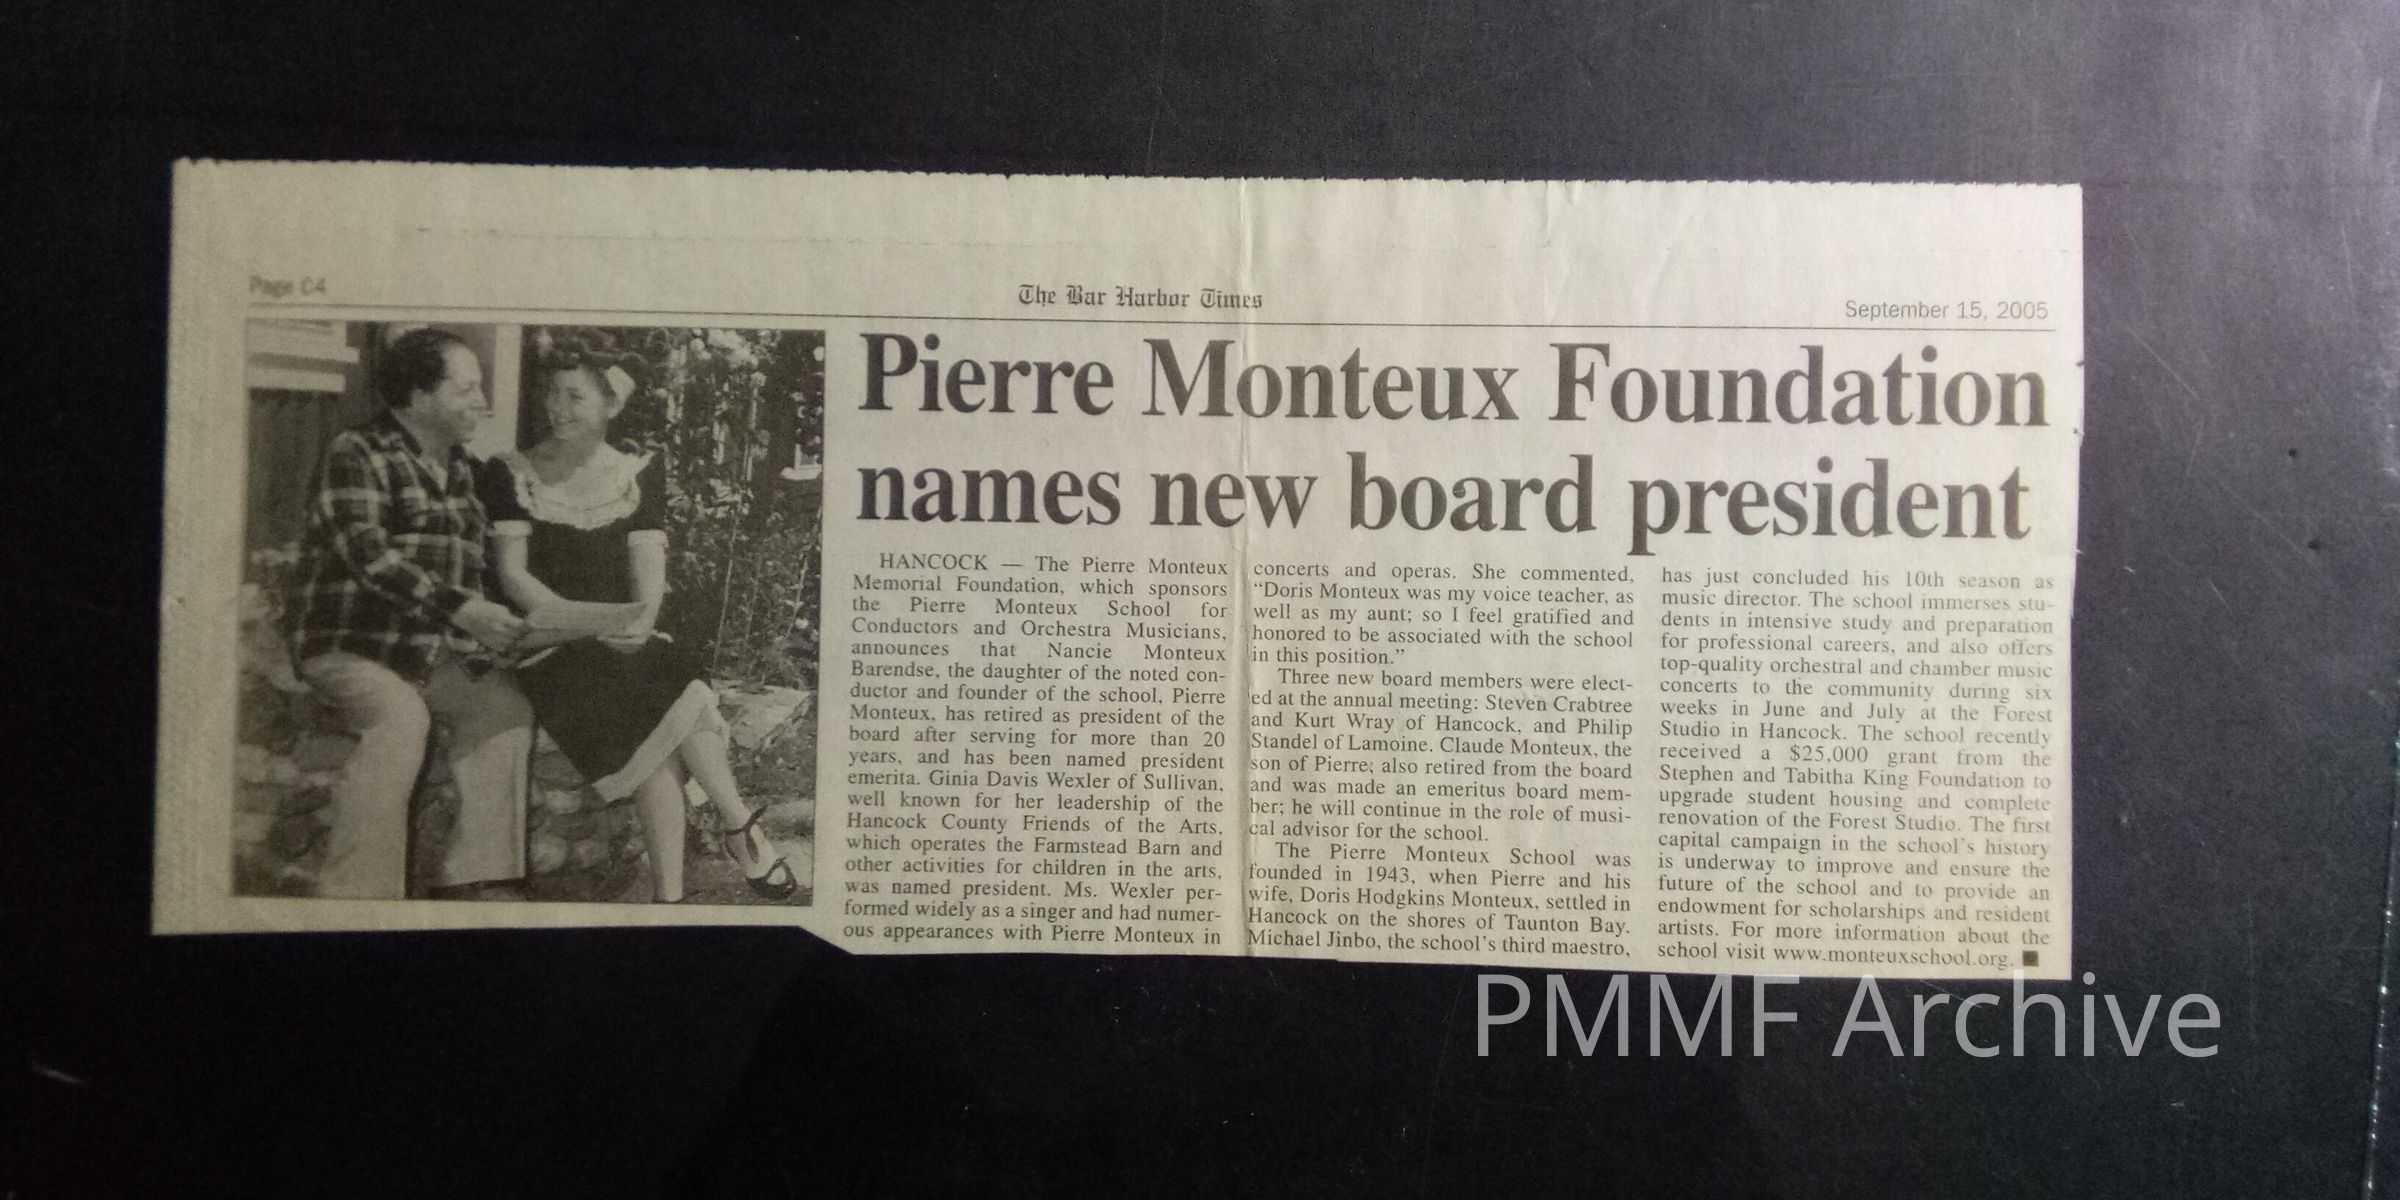 Page C4
The Bar Harbor Times
September 15, 2005
Pierre Monteux Foundation
names new board president
HANCOCK — The Pierre Monteux
Memorial Foundation, which sponsors
the Pierre Monteux School for
Conductors and Orchestra Musicians,
announces that Nancie Monteux
Barendse, the daughter of the noted con-
ductor and founder of the school, Pierre
Monteux, has retired as president of the
board after serving for more than 20
years, and has been named president
emerita. Ginia Davis Wexler of Sullivan,
well known for her leadership of the
Hancock County Friends of the Arts,
which operates the Farmstead Barn and
other activities for children in the arts,
was named president. Ms. Wexler per-
formed widely as a singer and had numer-
ous appearances with Pierre Monteux in
concerts and operas. She commented,
“Doris Monteux was my voice teacher, as
well as my aunt; so I feel gratified and
honored to be associated with the school
in this position.”
Three new board members were elect-
ed at the annual meeting: Steven Crabtree
and Kurt Wray of Hancock, and Philip
Standel of Lamoine. Claude Monteux, the
son of Pierre, also retired from the board
and was made an emeritus board mem-
ber; he will continue in the role of musi-
cal advisor for the school.
The Pierre Monteux School was
founded in 1943, when Pierre and his
wife, Doris Hodgkins Monteux, settled in
Hancock on the shores of Taunton Bay.
Michael Jinbo, the school's third maestro,
has just concluded his 10th season as
music director. The school immerses stu-
dents in intensive study and preparation
for professional careers, and also offers
top-quality orchestral and chamber music
concerts to the community during six
weeks in June and July at the Forest
Studio in Hancock. The school recently
received a $25,000 grant from the
Stephen and Tabitha King Foundation to
upgrade student housing and complete
renovation of the Forest Studio. The first
capital campaign in the school's history
is underway to improve and ensure the
future of the school and to provide an
endowment for scholarships and resident
artists. For more information about the
school visit www.monteuxschool.org. ■
PMMF Archive